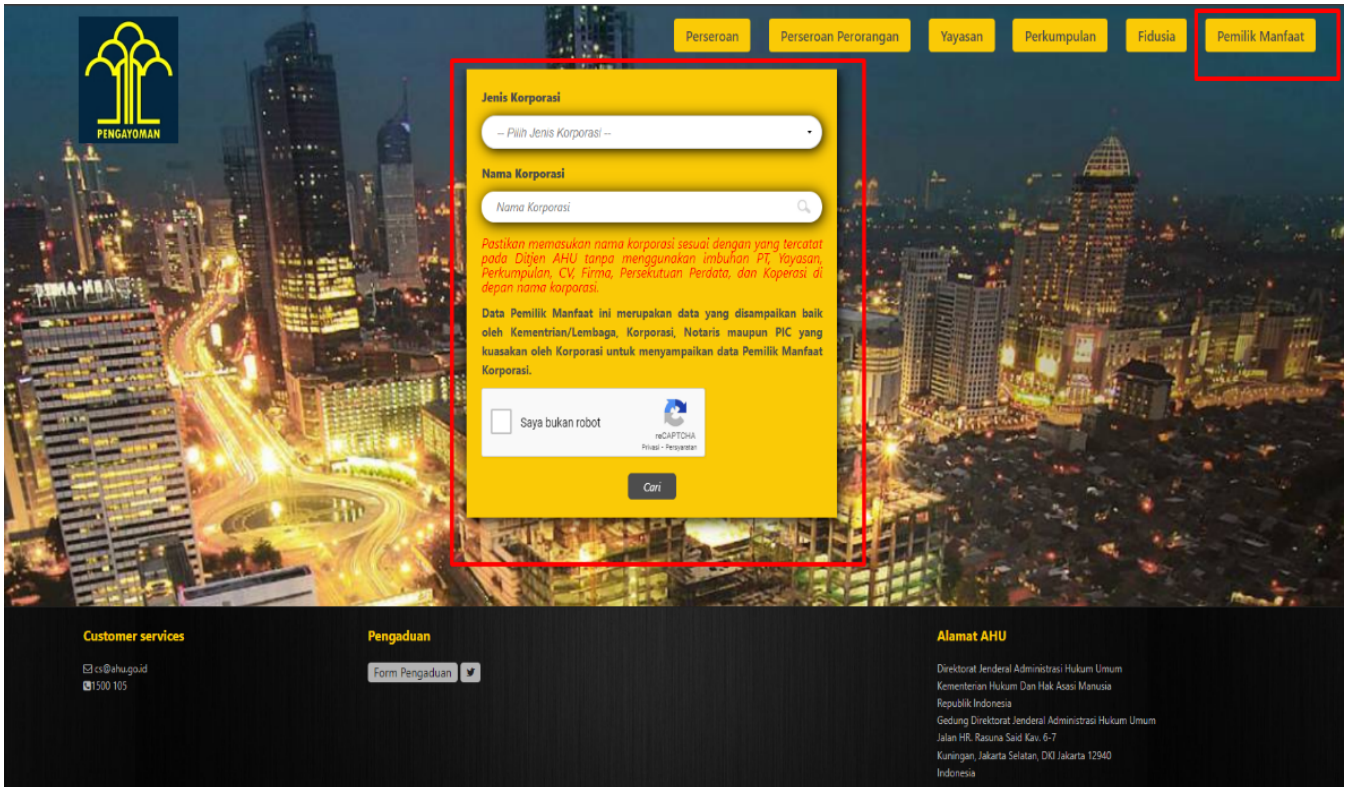 PENGAYOMAN
Perseroan
Perseroan Perorangan
Yayasan
Perkumpulan
Fidusia
Pemilik Manfaat
Jenis Korporasi
-- Pilih Jenis Korporasi --
Nama Korporasi
Nama Korporasi
Pastikan memasukan nama korporasi sesuai dengan yang tercatat
pada Ditjen AHU tanpa menggunakan imbuhan PT, Yayasan,
Perkumpulan, CV, Firma, Persekutuan Perdata, dan Koperasi di
depan nama korporasi.
Data Pemilik Manfaat ini merupakan data yang disampaikan baik
oleh Kementrian/Lembaga, Korporasi, Notaris maupun PIC yang
kuasakan oleh Korporasi untuk menyampaikan data Pemilik Manfaat
Korporasi.
Saya bukan robot
reCAPTCHA
Privasi - Persyaratan
Cari
Customer services
cs@ahu.go.id
1500 105
Pengaduan
Form Pengaduan
Alamat AHU
Direktorat Jenderal Administrasi Hukum Umum
Kementerian Hukum Dan Hak Asasi Manusia
Republik Indonesia
Gedung Direktorat Jenderal Administrasi Hukum Umum
Jalan HR. Rasuna Said Kav. 6-7
Kuningan, Jakarta Selatan, DKI Jakarta 12940
Indonesia